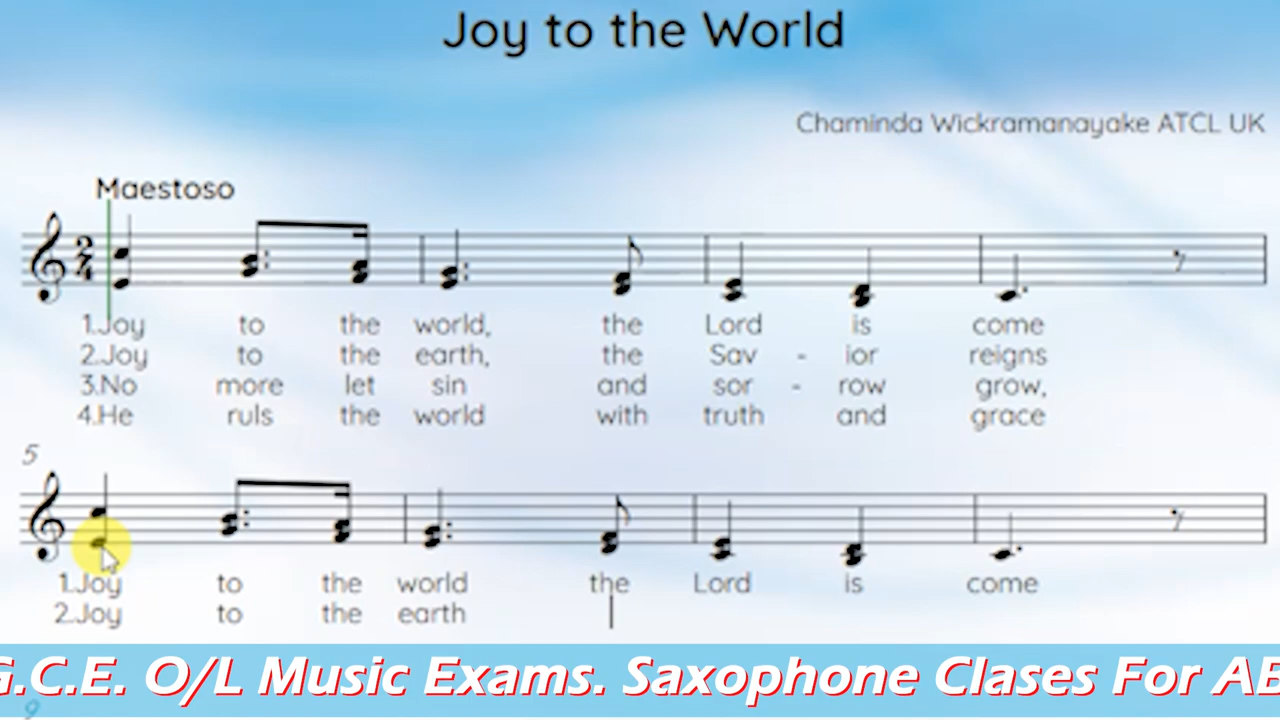 Joy to the World
Chaminda Wickramanayake ATCL UK
Maestoso
2
4
1.Joy to the world, the Lord is come
2.Joy to the earth, the Sav - ior reigns
3.No more let sin and sor - row grow,
4.He ruls the world with truth and grace
5
1.Joy to the world the Lord is come
2.Joy to the earth
G.C.E. O/L Music Exams. Saxophone Clases For AB
9